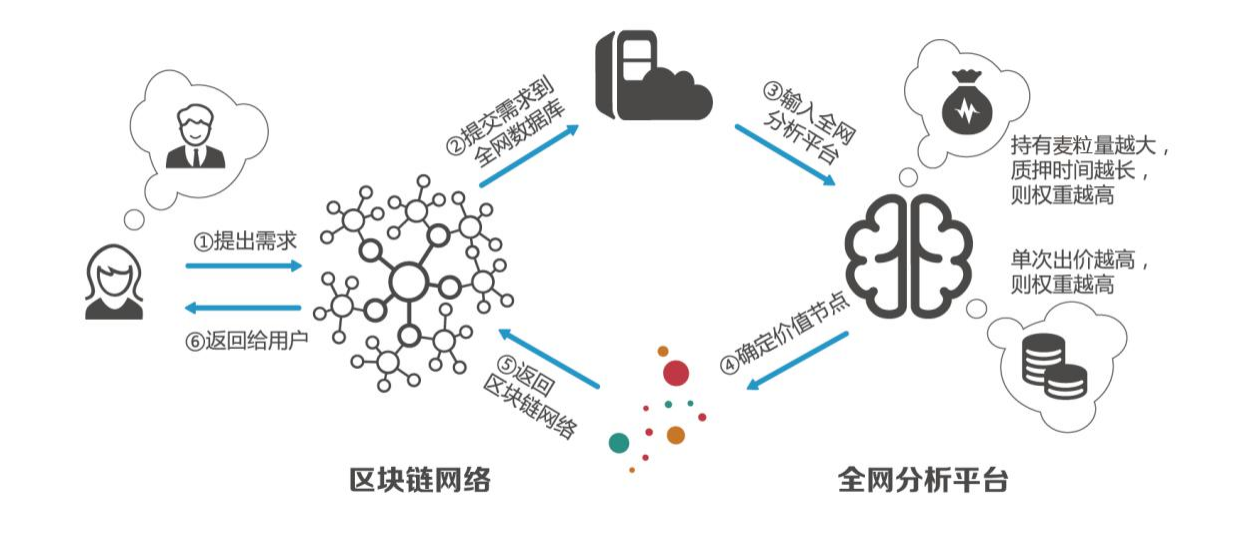 ①提出需求
⑥返回给用户
②提交需求到
全网数据库
③输入全网
分析平台
持有麦粒量越大，
质押时间越长，
则权重越高
单次出价越高，
则权重越高
④确定价值节点
⑤返回
区块链网络
区块链网络
全网分析平台